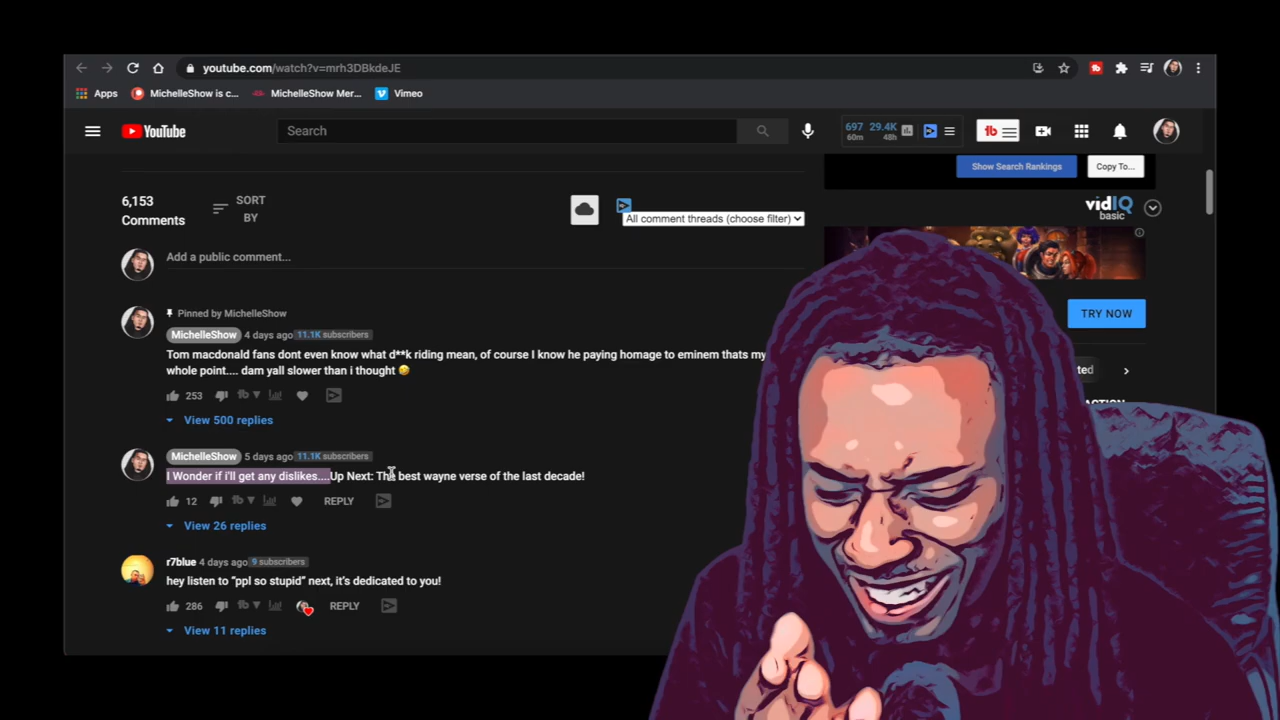 youtube.com/watch?v=mrh3DBkdeJE
Apps MichelleShow is c... MichelleShow Mer... Vimeo
YouTube Search 697 60m 29.4K 48h tb
Show Search Rankings Copy To...
6,153 Comments SORT BY
All comment threads (choose filter)
vidIQ basic
Add a public comment...
TRY NOW
Pinned by MichelleShow
MichelleShow 4 days ago 11.1K subscribers
Tom macdonald fans dont even know what d**k riding mean, of course I know he paying homage to eminem thats my
whole point.... dam yall slower than i thought 🤣
253 tb
View 500 replies
MichelleShow 5 days ago 11.1K subscribers
I Wonder if i'll get any dislikes....Up Next: The best wayne verse of the last decade!
12 tb REPLY
View 26 replies
r7blue 4 days ago 9 subscribers
hey listen to “ppl so stupid” next, it's dedicated to you!
286 tb REPLY
View 11 replies